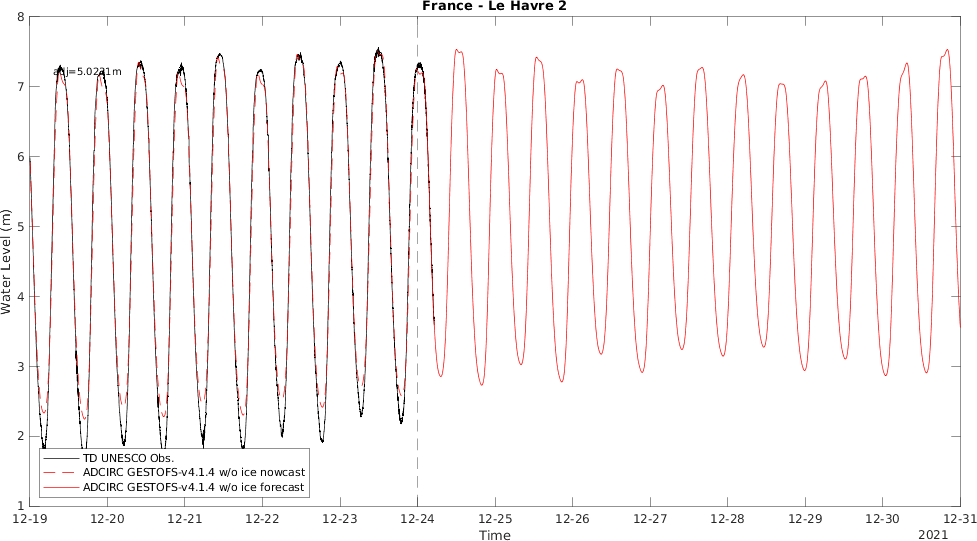 France - Le Havre 2
8
7
6
5
4
3
2
1
Water Level (m)
adj=5.0221m
TD UNESCO Obs.
ADCIRC GESTOFS-v4.1.4 w/o ice nowcast
ADCIRC GESTOFS-v4.1.4 w/o ice forecast
12-19 12-20 12-21 12-22 12-23 12-24 12-25 12-26 12-27 12-28 12-29 12-30 12-31
Time
2021